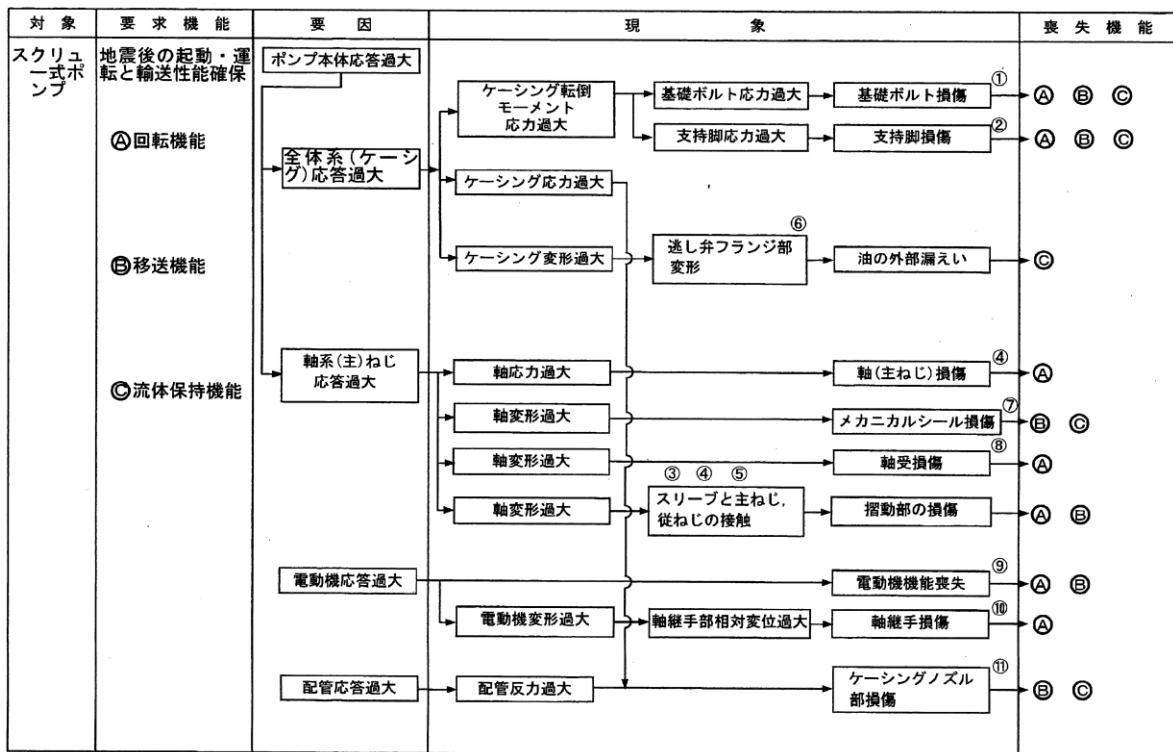 対象
要求機能
要因
現象
喪失機能
スクリュ
ー式ポ
ンプ
地震後の起動・運
転と輸送性能確保
Ⓐ回転機能
Ⓑ移送機能
Ⓒ流体保持機能
ポンプ本体応答過大
全体系(ケーシ
グ)応答過大
ケーシング転倒
モーメント
応力過大
基礎ボルト応力過大
基礎ボルト損傷
①
Ⓐ Ⓑ Ⓒ
支持脚応力過大
支持脚損傷
②
Ⓐ Ⓑ Ⓒ
ケーシング応力過大
ケーシング変形過大
⑥
逃し弁フランジ部
変形
油の外部漏えい
Ⓒ
軸系(主)ねじ
応答過大
軸応力過大
軸(主ねじ)損傷
④
Ⓐ
軸変形過大
メカニカルシール損傷
⑦
Ⓑ Ⓒ
軸変形過大
軸受損傷
⑧
Ⓐ
軸変形過大
③ ④ ⑤
スリーブと主ねじ,
従ねじの接触
摺動部の損傷
Ⓐ Ⓑ
電動機応答過大
電動機機能喪失
⑨
Ⓐ Ⓑ
電動機変形過大
軸継手部相対変位過大
軸継手損傷
⑩
Ⓐ
配管応答過大
配管反力過大
ケーシングノズル
部損傷
⑪
Ⓑ Ⓒ